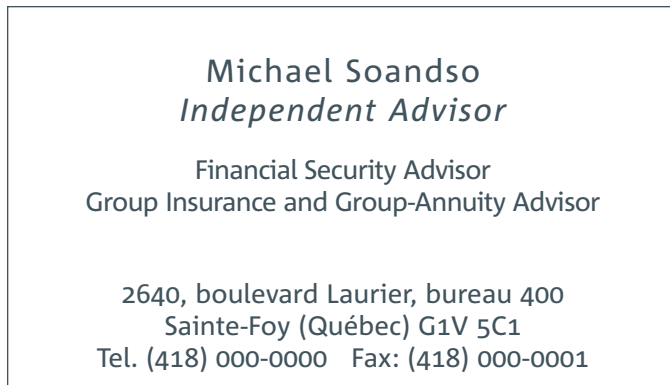 Michael Soandso
Independent Advisor
Financial Security Advisor
Group Insurance and Group-Annuity Advisor
2640, boulevard Laurier, bureau 400
Sainte-Foy (Québec) G1V 5C1
Tel. (418) 000-0000 Fax: (418) 000-0001